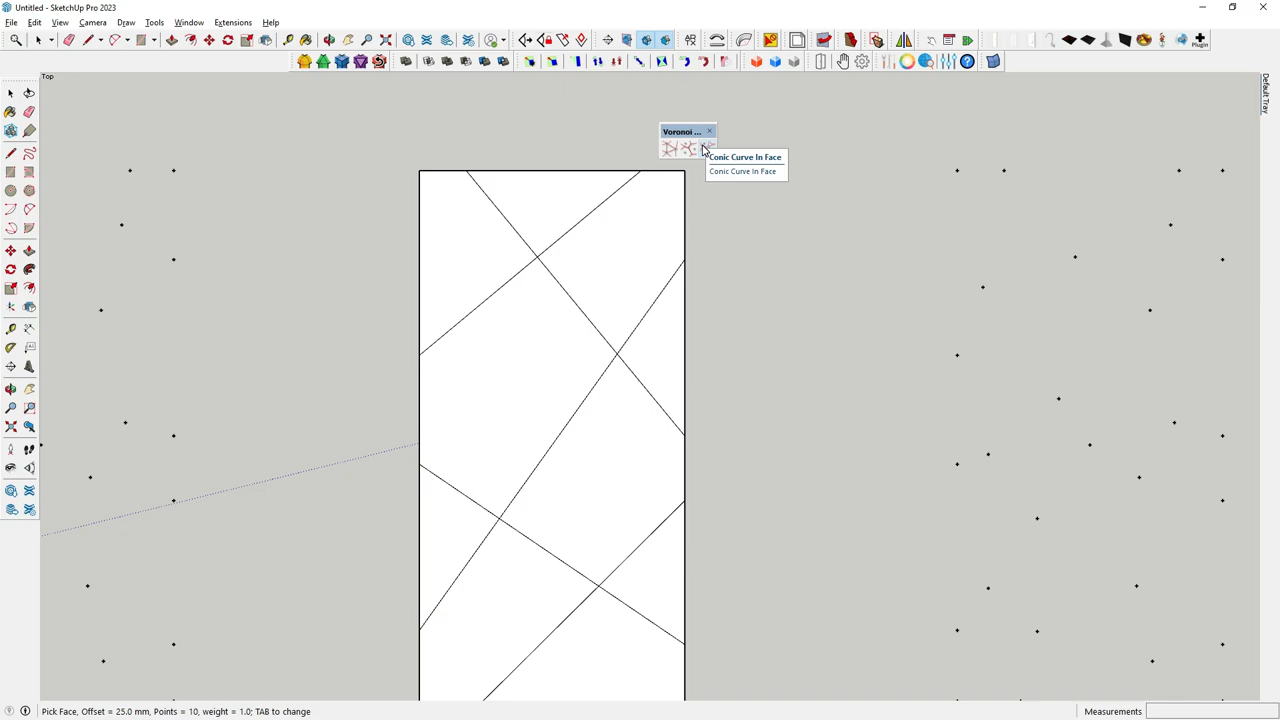 Untitled - SketchUp Pro 2023
File Edit View Camera Draw Tools Window Extensions Help
Plugin
Top
Default Tray
Voronoi ...
Conic Curve In Face
Conic Curve In Face
Pick Face, Offset = 25.0 mm, Points = 10, weight = 1.0; TAB to change
Measurements